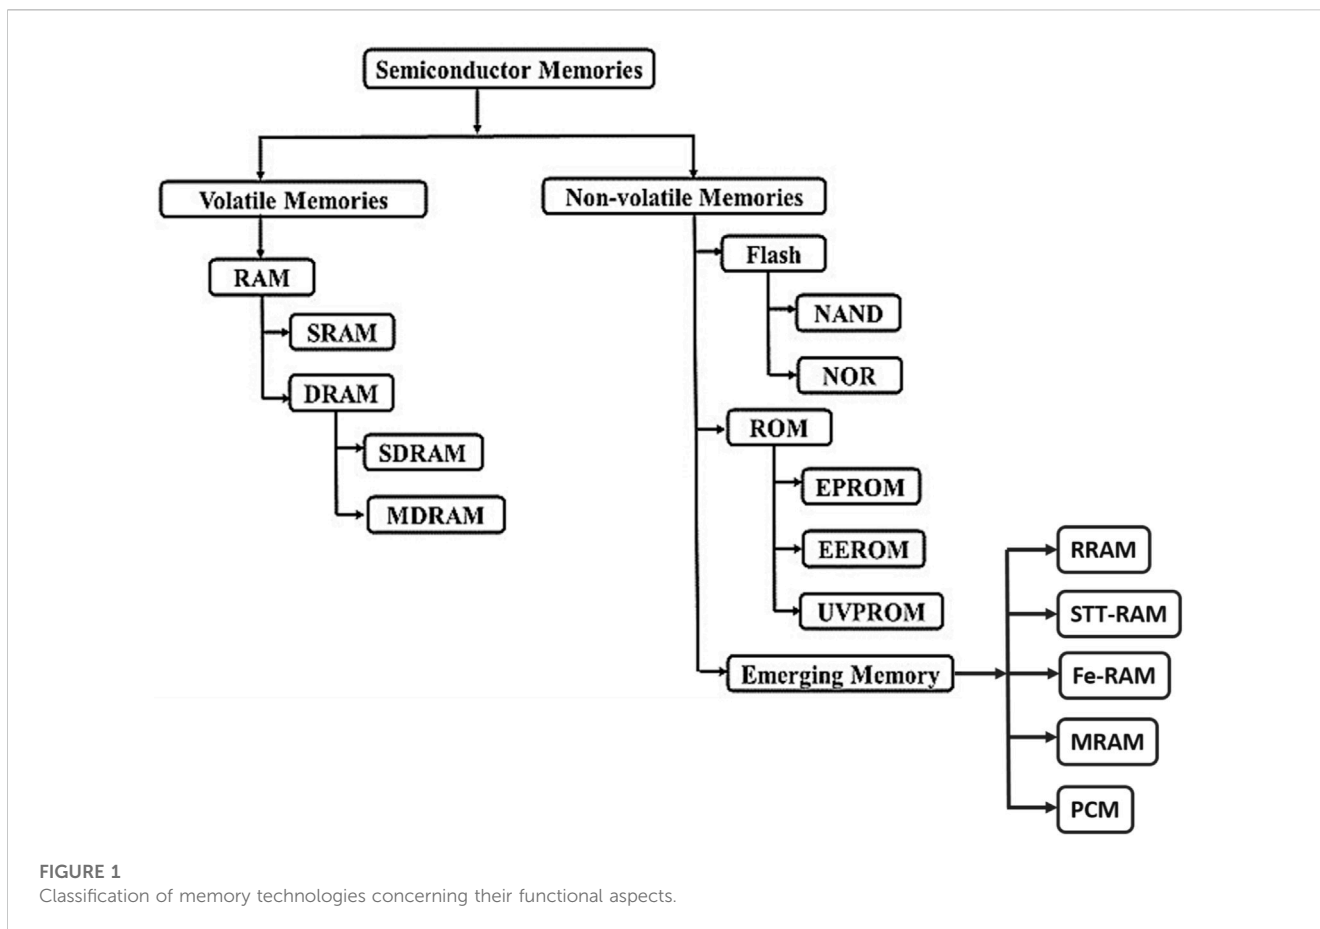 Semiconductor Memories
Volatile Memories
Non-volatile Memories
RAM
SRAM
DRAM
SDRAM
MDRAM
Flash
NAND
NOR
ROM
EPROM
EEROM
UVPROM
Emerging Memory
RRAM
STT-RAM
Fe-RAM
MRAM
PCM
FIGURE 1
Classification of memory technologies concerning their functional aspects.